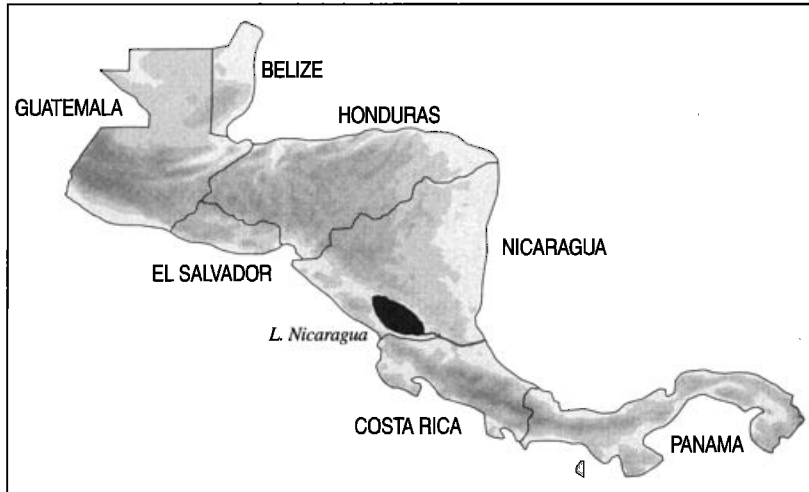 BELIZE
GUATEMALA
HONDURAS
NICARAGUA
EL SALVADOR
L. Nicaragua
COSTA RICA
PANAMA